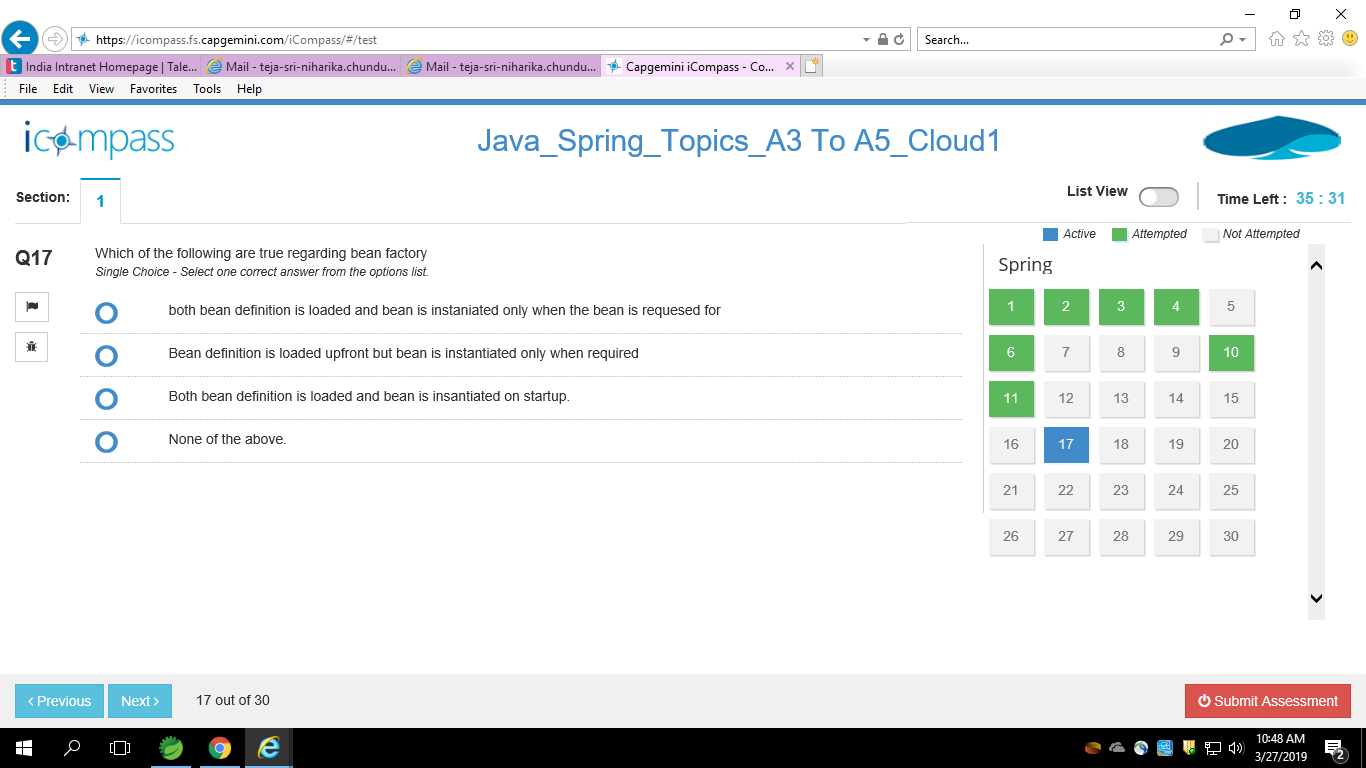 https://icompass.fs.capgemini.com/iCompass/#/test
Search...
India Intranet Homepage | Tale...
Mail - teja-sri-niharika.chundu...
Mail - teja-sri-niharika.chundu...
Capgemini iCompass - Co...
File Edit View Favorites Tools Help
icompass
Java_Spring_Topics_A3 To A5_Cloud1
Section:
1
List View
Time Left : 35 : 31
Active Attempted Not Attempted
Q17
Which of the following are true regarding bean factory
Single Choice - Select one correct answer from the options list.
both bean definition is loaded and bean is instaniated only when the bean is requesed for
Bean definition is loaded upfront but bean is instantiated only when required
Both bean definition is loaded and bean is insantiated on startup.
None of the above.
Spring
1 2 3 4 5
6 7 8 9 10
11 12 13 14 15
16 17 18 19 20
21 22 23 24 25
26 27 28 29 30
Previous
Next
17 out of 30
Submit Assessment
10:48 AM
3/27/2019
2